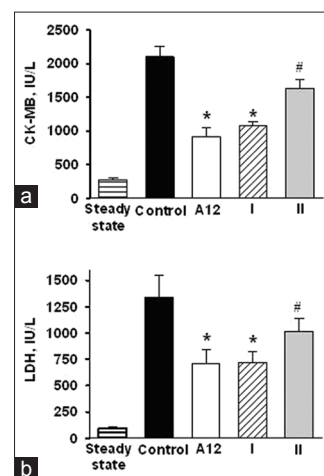 a
CK-MB, IU/L
2500
2000
1500
1000
500
0
*
*
#
Steady state
Control
A12
I
II
b
LDH, IU/L
1500
1250
1000
750
500
250
0
*
*
#
Steady state
Control
A12
I
II